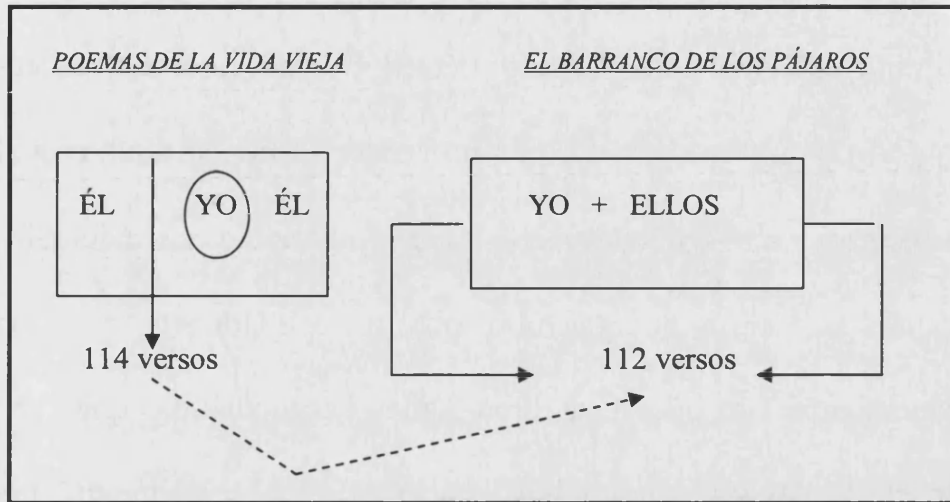 POEMAS DE LA VIDA VIEJA
EL BARRANCO DE LOS PÁJAROS
ÉL YO ÉL
YO + ELLOS
114 versos
112 versos